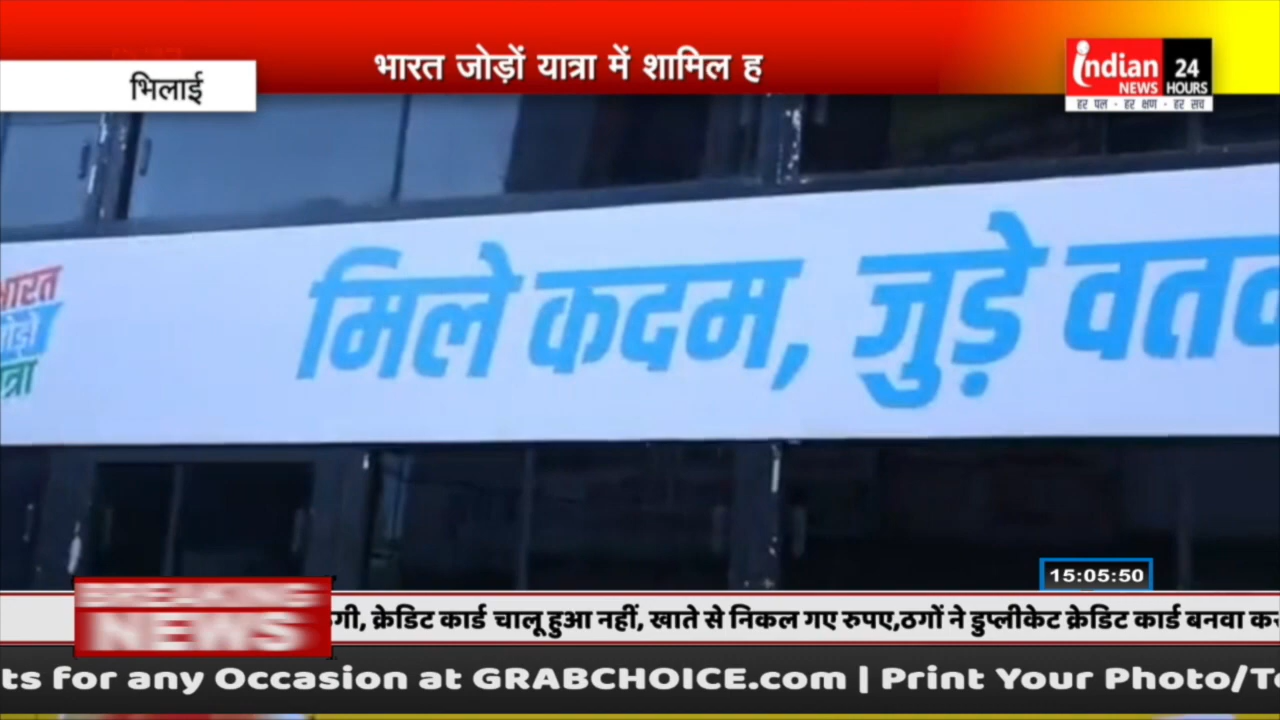 भारत जोड़ों यात्रा में शामिल ह
भिलाई
indian
NEWS
24
HOURS
हर पल - हर क्षण - हर सच
भारत
जोड़ो
यात्रा
मिले कदम, जुड़े वतन
15:05:50
BREAKING
NEWS
गी, क्रेडिट कार्ड चालू हुआ नहीं, खाते से निकल गए रुपए,ठगों ने डुप्लीकेट क्रेडिट कार्ड बनवा कर
ts for any Occasion at GRABCHOICE.com | Print Your Photo/Te